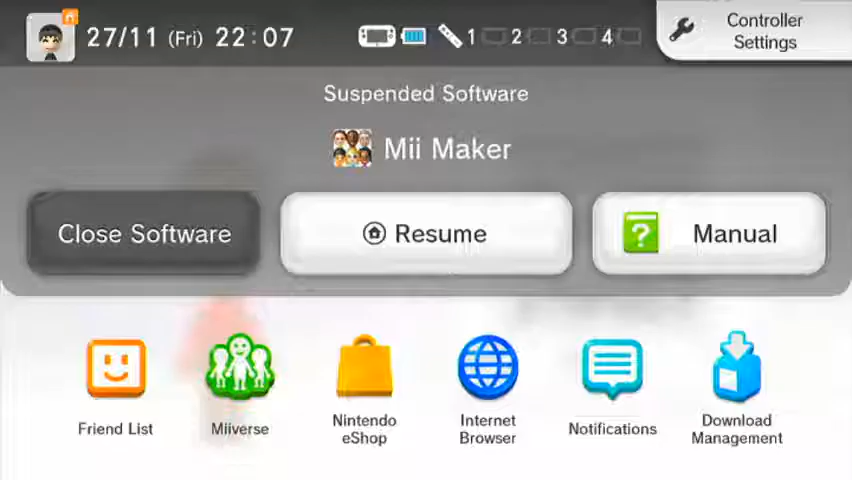 27/11 (Fri) 22:07
1 2 3 4
Controller
Settings
Suspended Software
Mii Maker
Close Software
Resume
? Manual
Friend List
Miiverse
Nintendo
eShop
Internet
Browser
Notifications
Download
Management